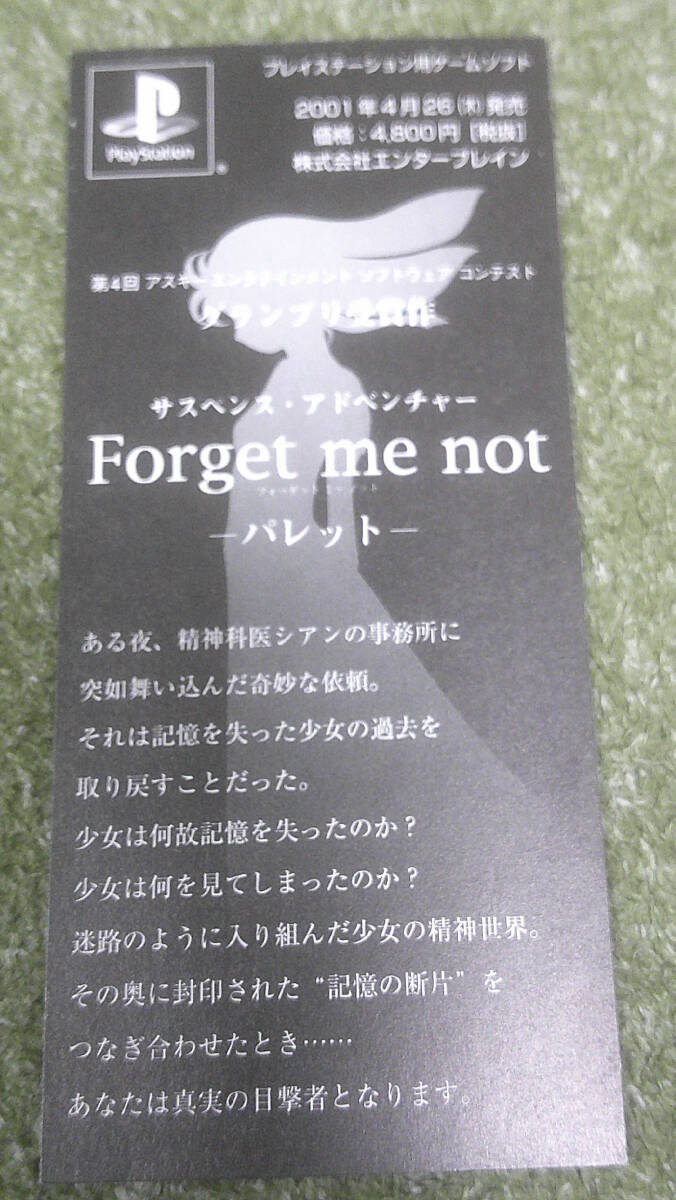 PlayStation
プレイステーション用ゲームソフト
2001年4月26(木)発売
価格：4,800円［税抜］
株式会社エンターブレイン
第4回 アスキーエンタテインメント ソフトウェア コンテスト
グランプリ受賞作
サスペンス・アドベンチャー
Forget me not
フォーゲット ミー ノット
－パレット－
ある夜、精神科医シアンの事務所に
突如舞い込んだ奇妙な依頼。
それは記憶を失った少女の過去を
取り戻すことだった。
少女は何故記憶を失ったのか？
少女は何を見てしまったのか？
迷路のように入り組んだ少女の精神世界。
その奥に封印された“記憶の断片”を
つなぎ合わせたとき……
あなたは真実の目撃者となります。